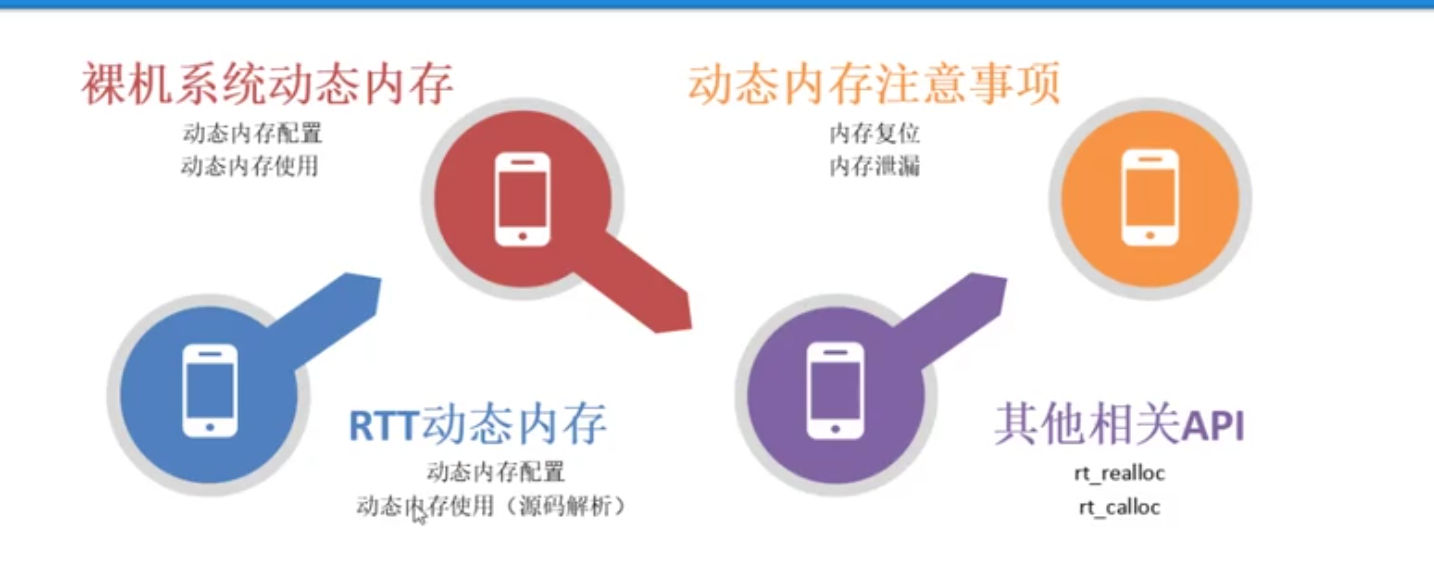 裸机系统动态内存
动态内存配置
动态内存使用
RTT动态内存
动态内存配置
动态内存使用（源码解析）
动态内存注意事项
内存复位
内存泄漏
其他相关API
rt_realloc
rt_calloc